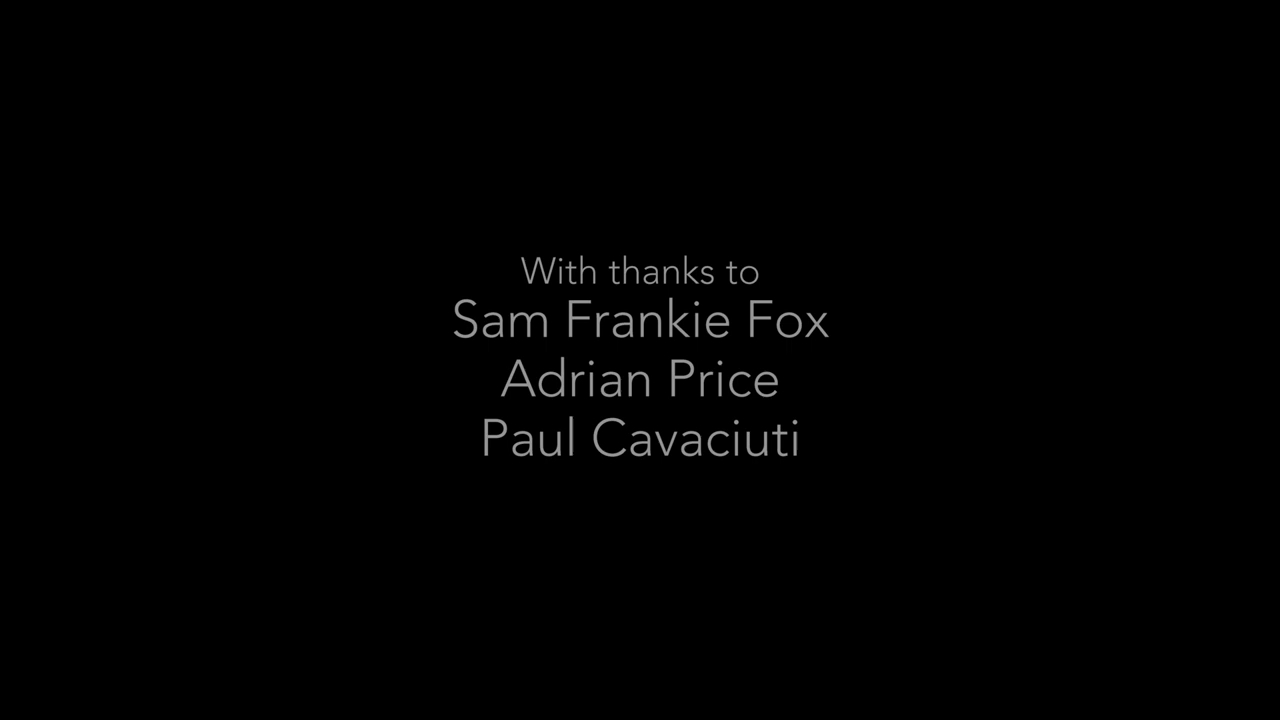 With thanks to
Sam Frankie Fox
Adrian Price
Paul Cavaciuti